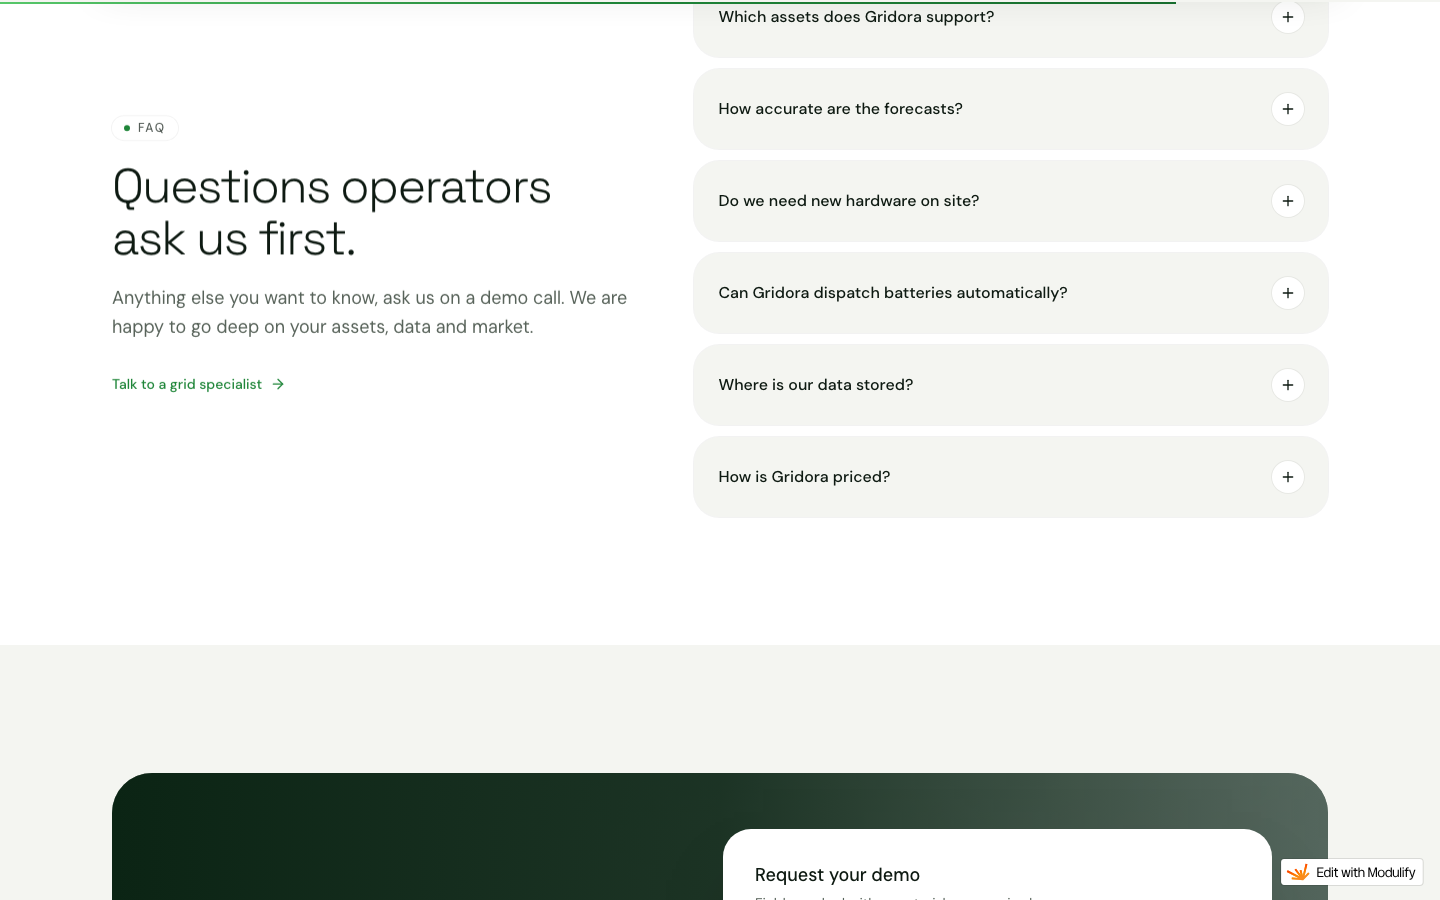 Which assets does Gridora support?
How accurate are the forecasts?
FAQ
Questions operators
ask us first.
Do we need new hardware on site?
Anything else you want to know, ask us on a demo call. We are
happy to go deep on your assets, data and market.
Can Gridora dispatch batteries automatically?
Talk to a grid specialist
Where is our data stored?
How is Gridora priced?
Request your demo
Edit with Modulify